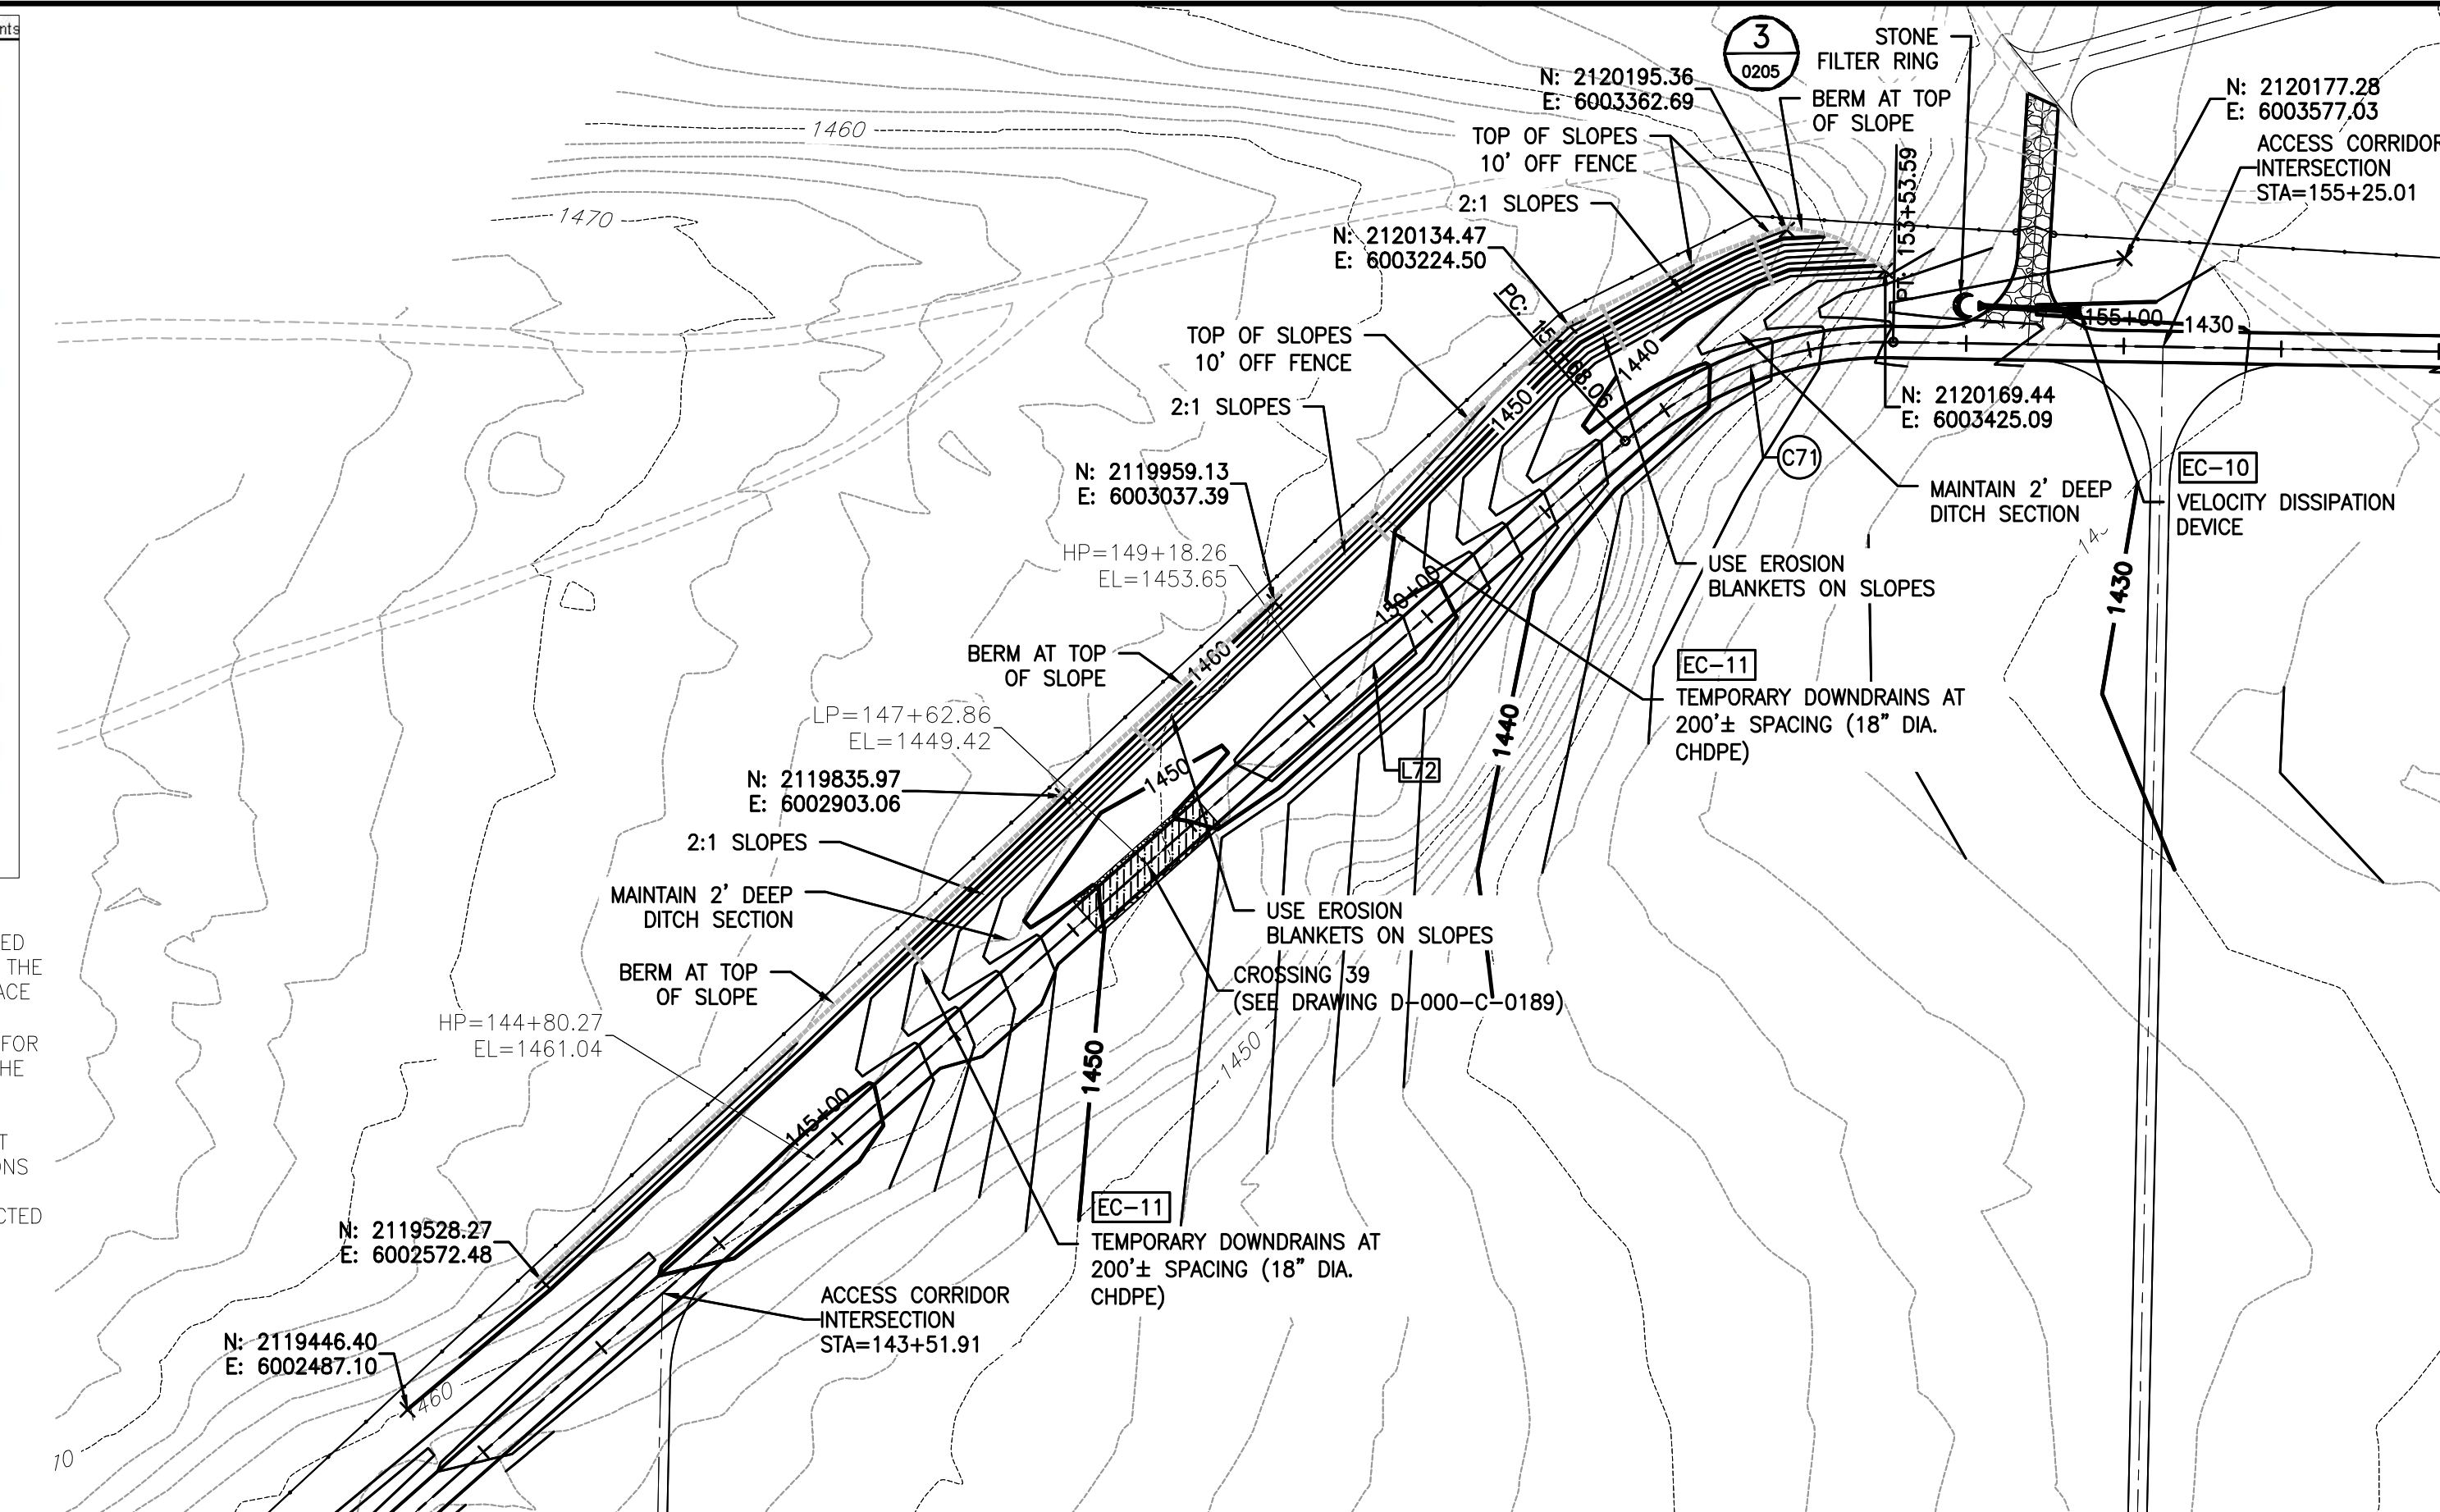 nts
3
0205
STONE
FILTER RING
N: 2120195.36
E: 6003362.69
BERM AT TOP
OF SLOPE
N: 2120177.28
E: 6003577.03
ACCESS CORRIDOR
INTERSECTION
STA=155+25.01
TOP OF SLOPES
10' OFF FENCE
2:1 SLOPES
PT: 153+53.59
1460
1470
N: 2120134.47
E: 6003224.50
PC:
155+00
1430
TOP OF SLOPES
10' OFF FENCE
2:1 SLOPES
1440
1450
N: 2120169.44
E: 6003425.09
C71
EC-10
VELOCITY DISSIPATION
DEVICE
MAINTAIN 2' DEEP
DITCH SECTION
N: 2119959.13
E: 6003037.39
HP=149+18.26
EL=1453.65
150+00
USE EROSION
BLANKETS ON SLOPES
1430
BERM AT TOP
OF SLOPE
1460
EC-11
TEMPORARY DOWNDRAINS AT
200'± SPACING (18" DIA.
CHDPE)
LP=147+62.86
EL=1449.42
1440
L72
1450
N: 2119835.97
E: 6002903.06
2:1 SLOPES
MAINTAIN 2' DEEP
DITCH SECTION
USE EROSION
BLANKETS ON SLOPES
BERM AT TOP
OF SLOPE
CROSSING 39
(SEE DRAWING D-000-C-0189)
HP=144+80.27
EL=1461.04
1450
1450
145+00
EC-11
TEMPORARY DOWNDRAINS AT
200'± SPACING (18" DIA.
CHDPE)
N: 2119528.27
E: 6002572.48
ACCESS CORRIDOR
INTERSECTION
STA=143+51.91
N: 2119446.40
E: 6002487.10
1460
10
ED
THE
ACE
FOR
HE
T
ONS
CTED